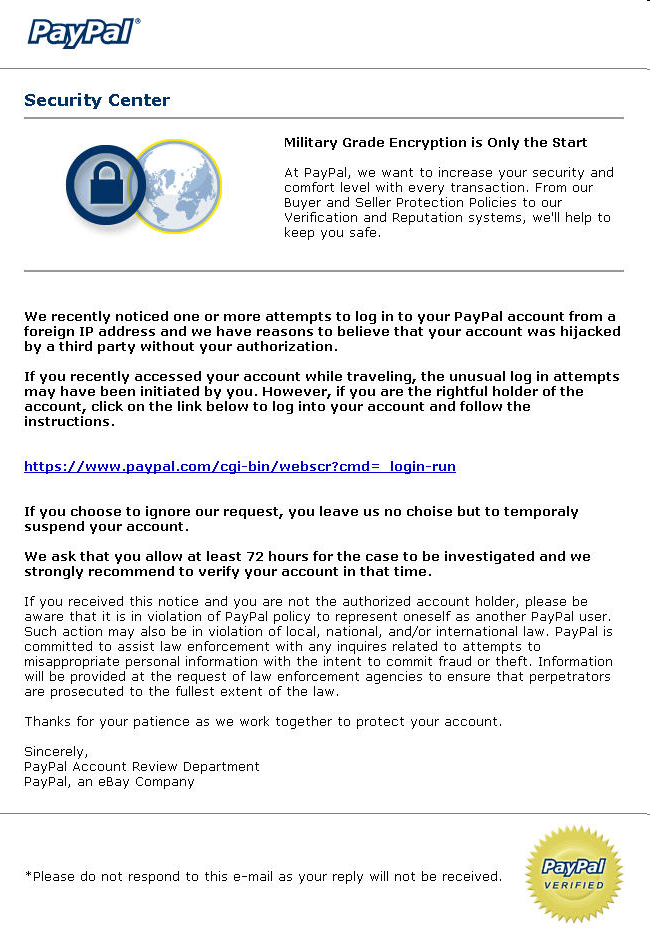 PayPal®
Security Center
Military Grade Encryption is Only the Start
At PayPal, we want to increase your security and
comfort level with every transaction. From our
Buyer and Seller Protection Policies to our
Verification and Reputation systems, we'll help to
keep you safe.
We recently noticed one or more attempts to log in to your PayPal account from a
foreign IP address and we have reasons to believe that your account was hijacked
by a third party without your authorization.
If you recently accessed your account while traveling, the unusual log in attempts
may have been initiated by you. However, if you are the rightful holder of the
account, click on the link below to log into your account and follow the
instructions.
https://www.paypal.com/cgi-bin/webscr?cmd=_login-run
If you choose to ignore our request, you leave us no choise but to temporaly
suspend your account.
We ask that you allow at least 72 hours for the case to be investigated and we
strongly recommend to verify your account in that time.
If you received this notice and you are not the authorized account holder, please be
aware that it is in violation of PayPal policy to represent oneself as another PayPal user.
Such action may also be in violation of local, national, and/or international law. PayPal is
committed to assist law enforcement with any inquires related to attempts to
misappropriate personal information with the intent to commit fraud or theft. Information
will be provided at the request of law enforcement agencies to ensure that perpetrators
are prosecuted to the fullest extent of the law.
Thanks for your patience as we work together to protect your account.
Sincerely,
PayPal Account Review Department
PayPal, an eBay Company
*Please do not respond to this e-mail as your reply will not be received.
PayPal
VERIFIED